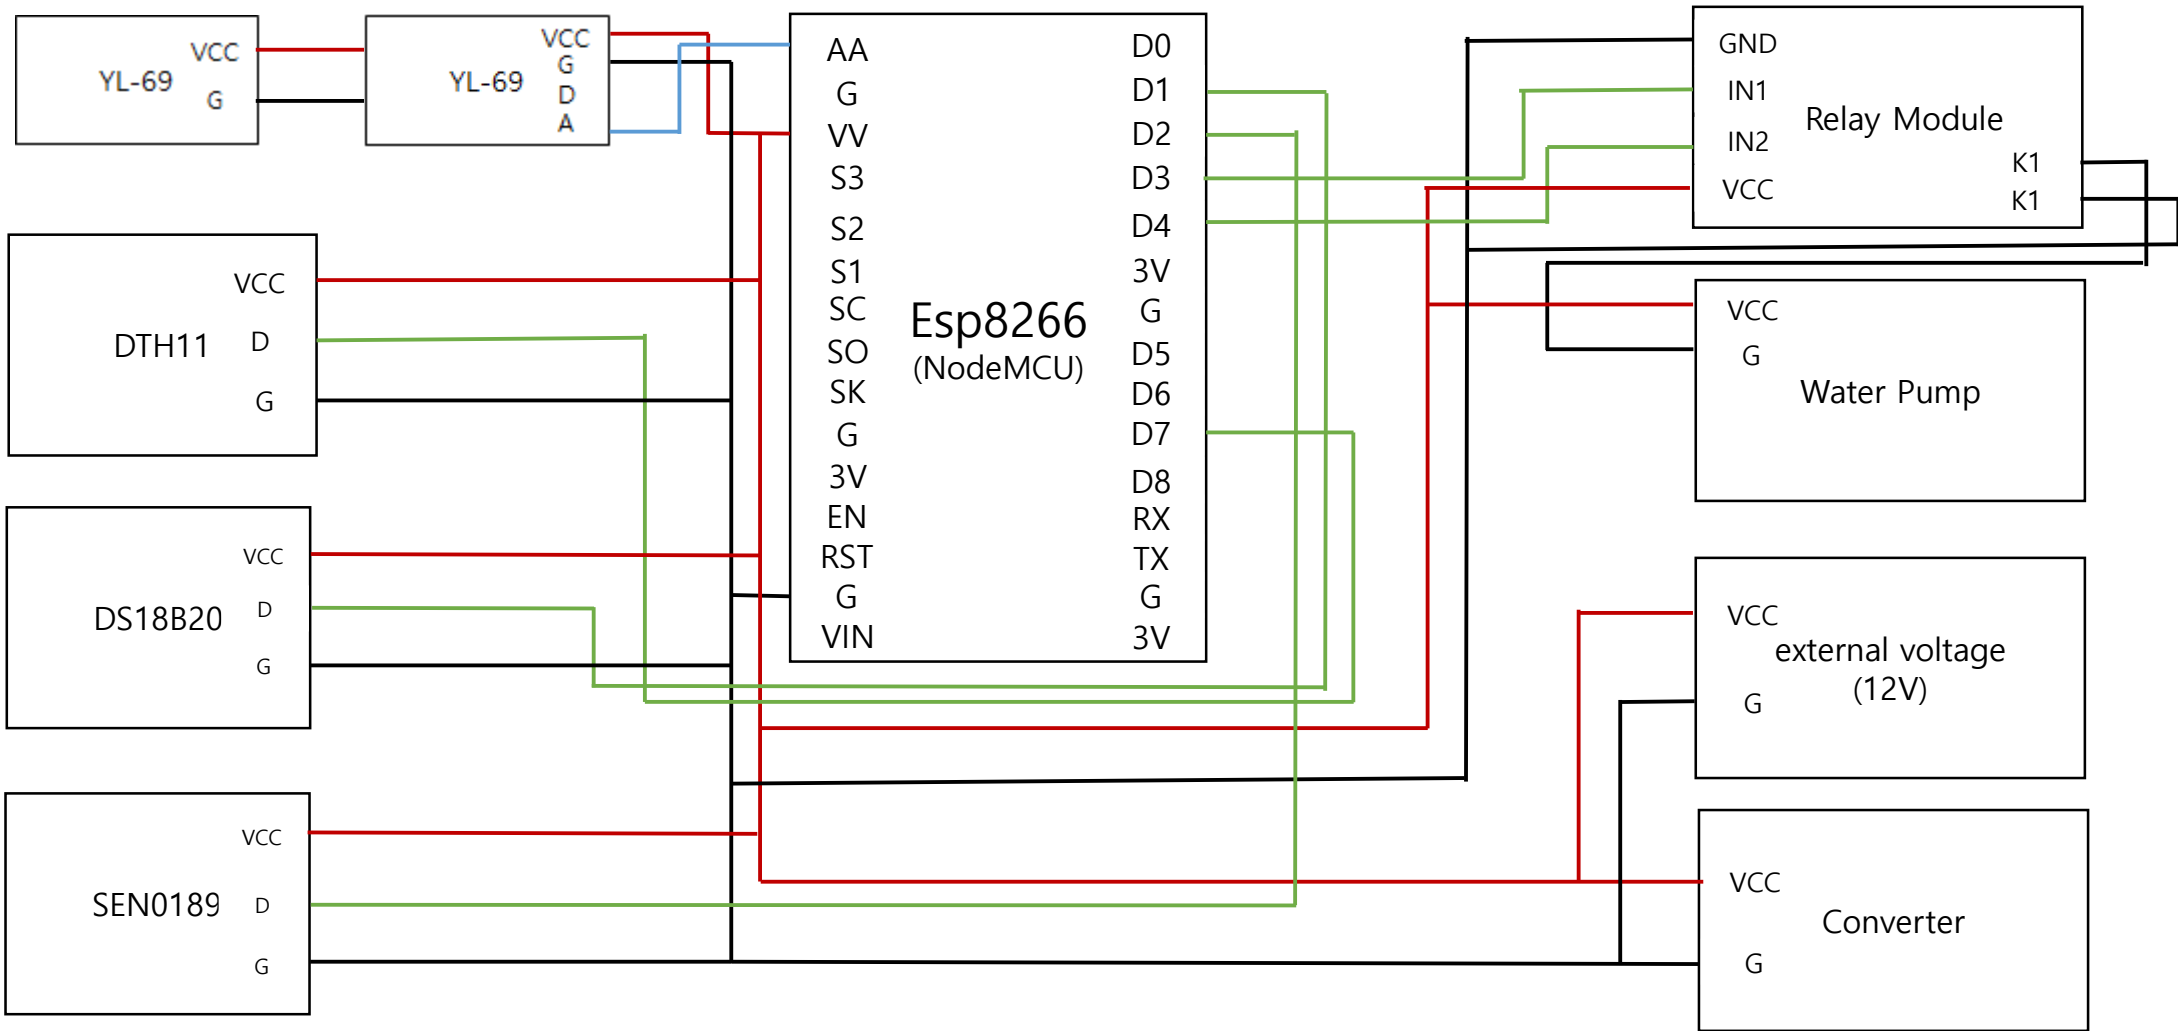 VCC
YL-69
G
VCC
G
YL-69
D
A
AA
G
VV
S3
S2
S1
SC
SO
SK
G
3V
EN
RST
G
VIN
Esp8266
(NodeMCU)
D0
D1
D2
D3
D4
3V
G
D5
D6
D7
D8
RX
TX
G
3V
GND
IN1
Relay Module
IN2
K1
VCC
K1
VCC
DTH11
D
G
VCC
G
Water Pump
VCC
DS18B20
D
G
VCC
external voltage
(12V)
G
VCC
SEN0189
D
G
VCC
Converter
G